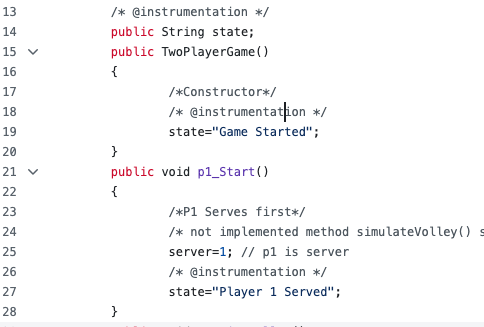 13 /* @instrumentation */
14 public String state;
15 public TwoPlayerGame()
16 {
17 /*Constructor*/
18 /* @instrumentation */
19 state="Game Started";
20 }
21 public void p1_Start()
22 {
23 /*P1 Serves first*/
24 /* not implemented method simulateVolley() s
25 server=1; // p1 is server
26 /* @instrumentation */
27 state="Player 1 Served";
28 }